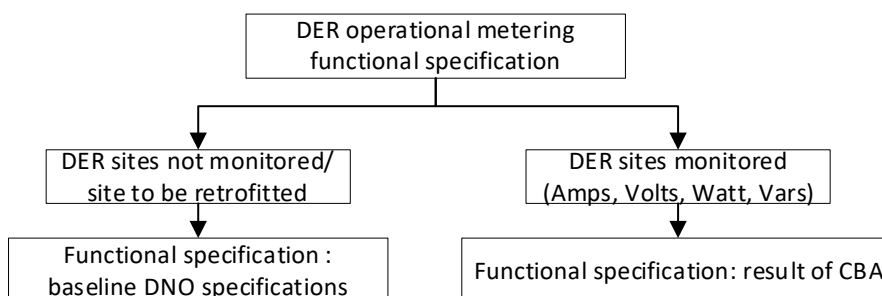 DER operational metering
functional specification
DER sites not monitored/
site to be retrofitted
DER sites monitored
(Amps, Volts, Watt, Vars)
Functional specification :
baseline DNO specifications
Functional specification: result of CBA